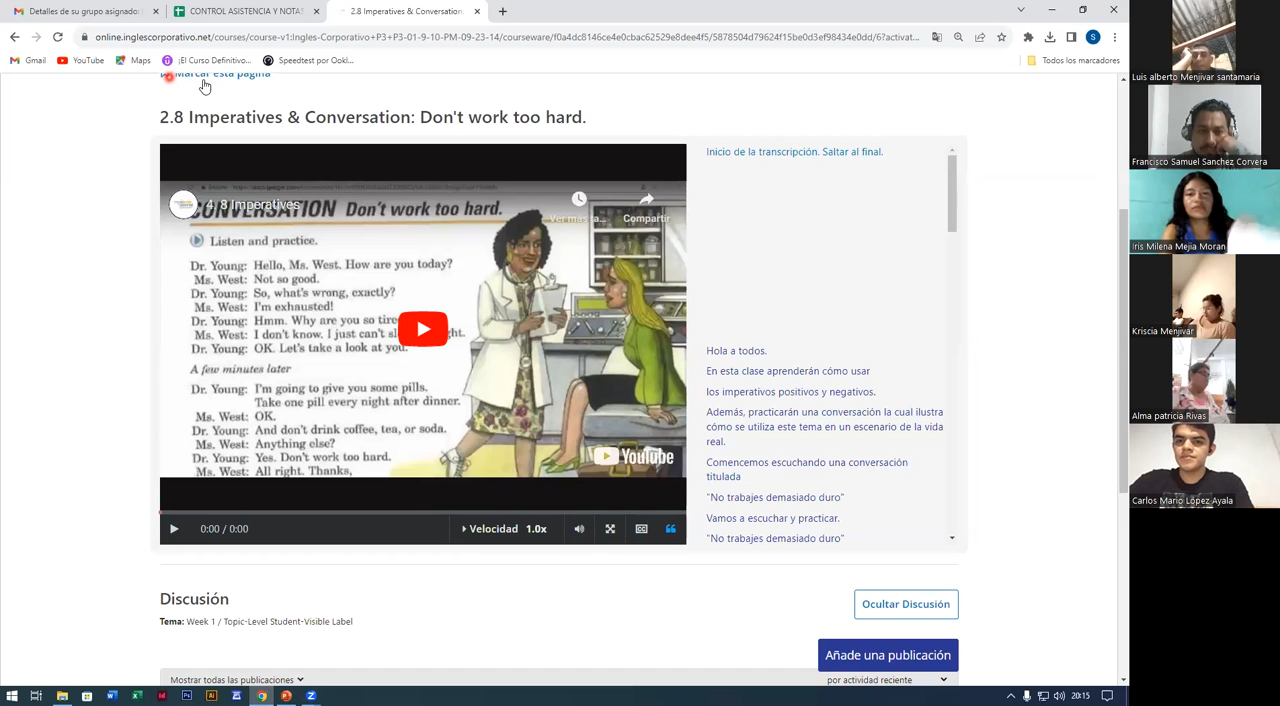 Detalles de su grupo asignado:
CONTROL ASISTENCIA Y NOTAS
2.8 Imperatives & Conversation:
online.inglescorporativo.net/courses/course-v1:Ingles-Corporativo+P3+P3-01-9-10-PM-09-23-14/courseware/f0a4dc8146ce4e0cbac62529e8dee4f5/5878504d79624f15be0d3ef98434e0dd/6?activat...
S
Gmail
YouTube
Maps
¡El Curso Definitivo...
Speedtest por Ookl...
Todos los marcadores
Marcar esta página
2.8 Imperatives & Conversation: Don't work too hard.
4. 8 Imperatives
CONVERSATION Don't work too hard.
Compartir
Listen and practice.
Dr. Young: Hello, Ms. West. How are you today?
Ms. West: Not so good.
Dr. Young: So, what's wrong, exactly?
Ms. West: I'm exhausted!
Dr. Young: Hmm. Why are you so
Ms. West: I don't know. I just can't
Dr. Young: OK. Let's take a look at you.
A few minutes later
Dr. Young: I'm going to give you some pills.
Take one pill every night after dinner.
Ms. West: OK.
Dr. Young: And don't drink coffee, tea, or soda.
Ms. West: Anything else?
Dr. Young: Yes. Don't work too hard.
Ms. West: All right. Thanks,
YouTube
0:00 / 0:00
Velocidad 1.0x
Inicio de la transcripción. Saltar al final.
Hola a todos.
En esta clase aprenderán cómo usar
los imperativos positivos y negativos.
Además, practicarán una conversación la cual ilustra
cómo se utiliza este tema en un escenario de la vida
real.
Comencemos escuchando una conversación
titulada
"No trabajes demasiado duro"
Vamos a escuchar y practicar.
"No trabajes demasiado duro"
Discusión
Ocultar Discusión
Tema: Week 1 / Topic-Level Student-Visible Label
Añade una publicación
Mostrar todas las publicaciones
por actividad reciente
Luis alberto Menjivar santamaria
Francisco Samuel Sanchez Corvera
Iris Milena Mejia Moran
Kriscia Menjivar
Alma patricia Rivas
Carlos Mario López Ayala
20:15